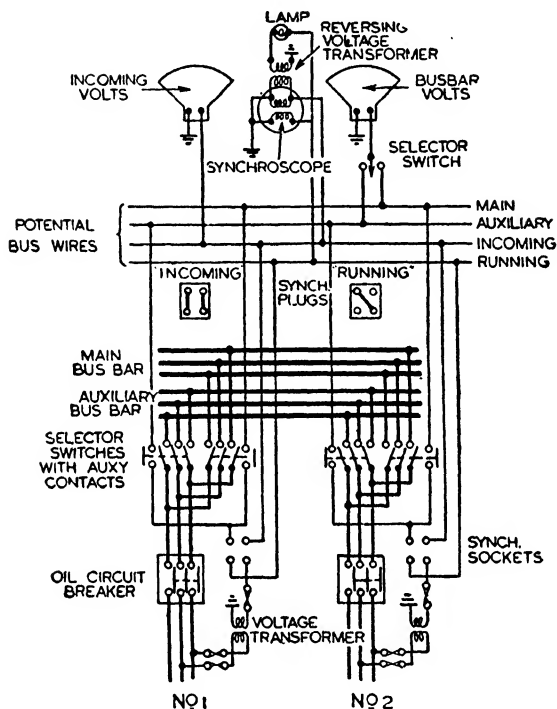 LAMP
REVERSING
VOLTAGE
TRANSFORMER
INCOMING
VOLTS
BUSBAR
VOLTS
SYNCHROSCOPE
SELECTOR
SWITCH
POTENTIAL
BUS WIRES
MAIN
AUXILIARY
INCOMING
RUNNING
"INCOMING"
SYNCH.
PLUGS
"RUNNING"
MAIN
BUS BAR
AUXILIARY
BUS BAR
SELECTOR
SWITCHES
WITH AUXY
CONTACTS
SYNCH.
SOCKETS
OIL CIRCUIT
BREAKER
VOLTAGE
TRANSFORMER
No 1
No 2